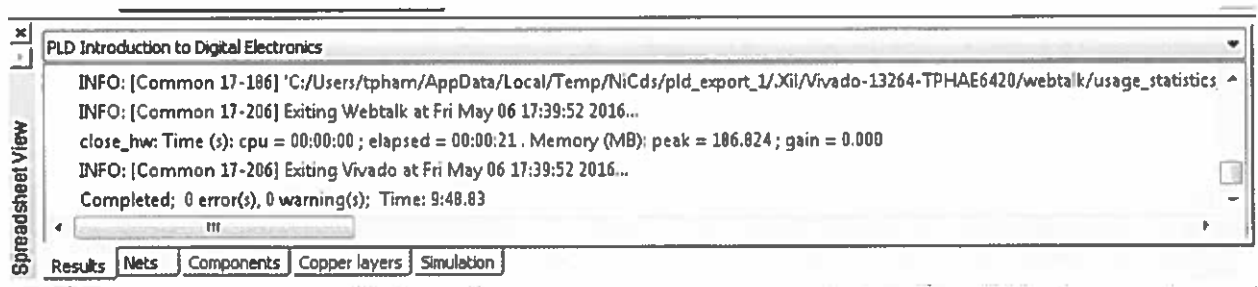 PLD Introduction to Digital Electronics
INFO: [Common 17-186] 'C:/Users/tpham/AppData/Local/Temp/NiCds/pld_export_1/.Xil/Vivado-13264-TPHAE6420/webtalk/usage_statistics
INFO: [Common 17-206] Exiting Webtalk at Fri May 06 17:39:52 2016...
close_hw: Time (s): cpu = 00:00:00 ; elapsed = 00:00:21 . Memory (MB): peak = 186.824 ; gain = 0.000
INFO: [Common 17-206] Exiting Vivado at Fri May 06 17:39:52 2016...
Completed; 0 error(s), 0 warning(s); Time: 9:48.83
Spreadsheet View
Results Nets Components Copper layers Simulation